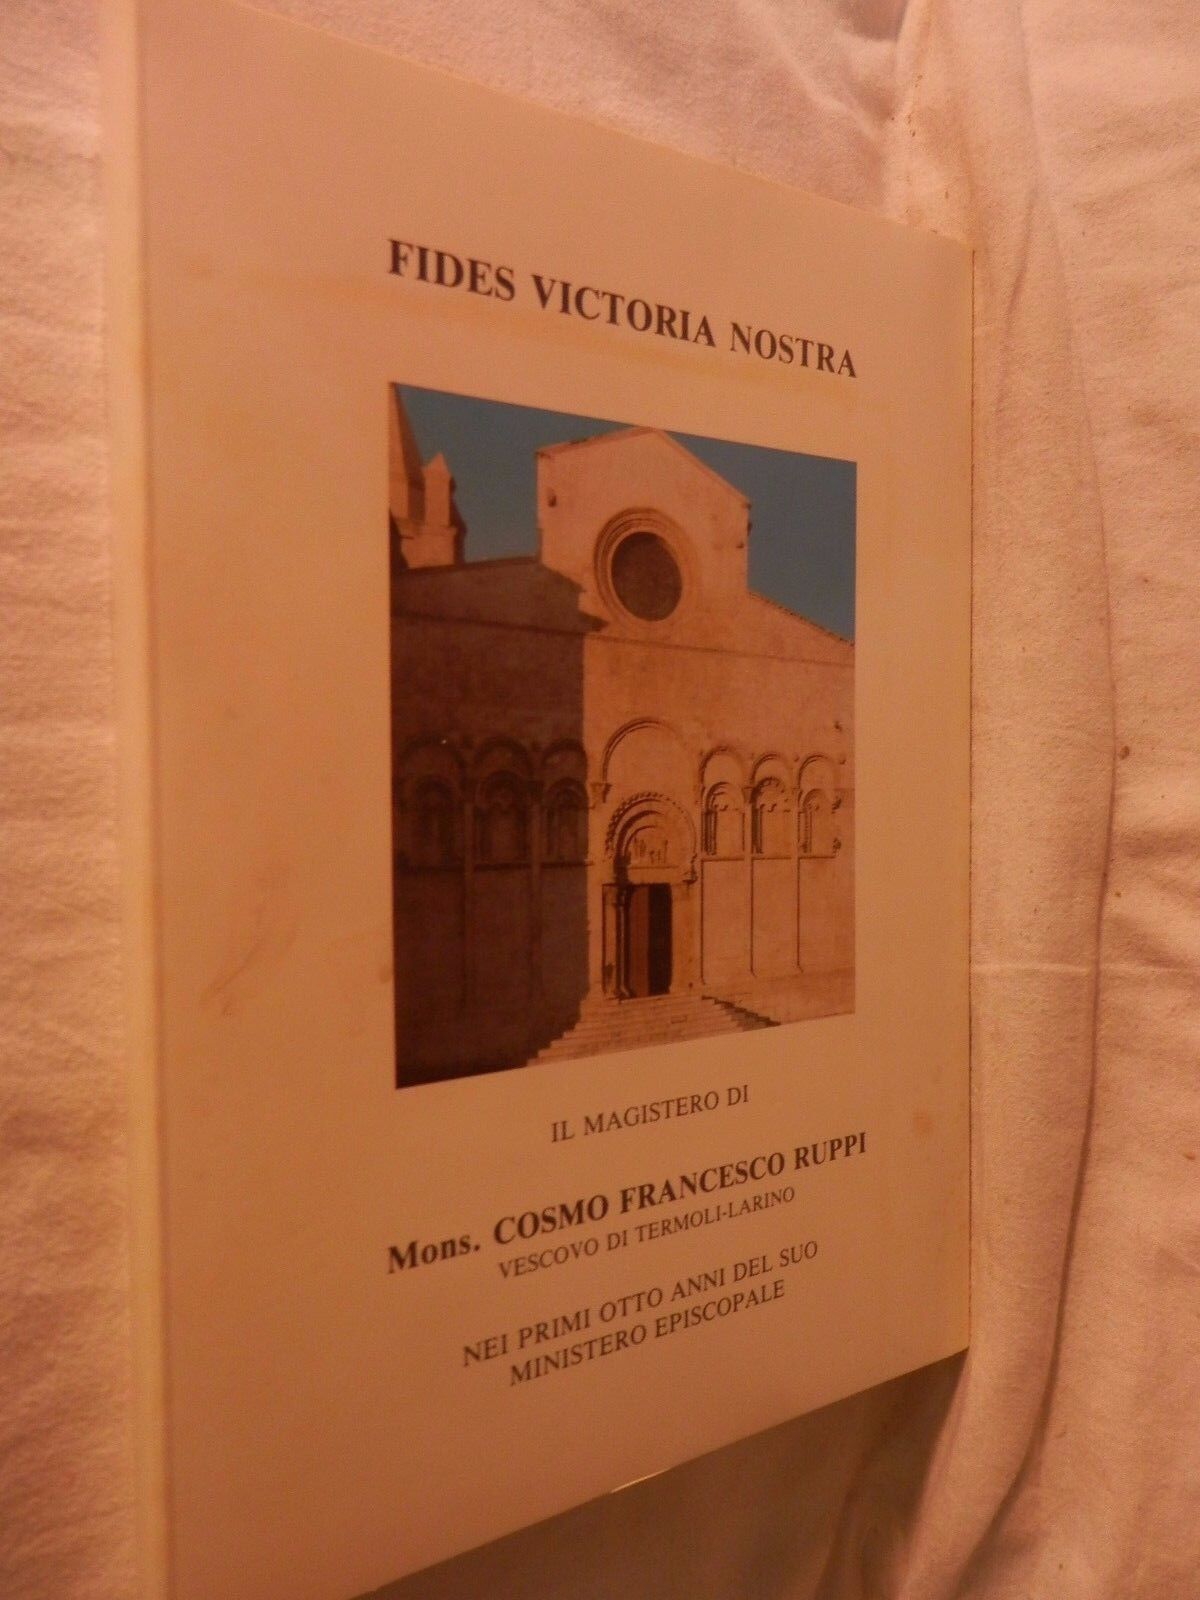 FIDES VICTORIA NOSTRA
IL MAGISTERO DI
Mons. COSMO FRANCESCO RUPPI
VESCOVO DI TERMOLI-LARINO
NEI PRIMI OTTO ANNI DEL SUO
MINISTERO EPISCOPALE